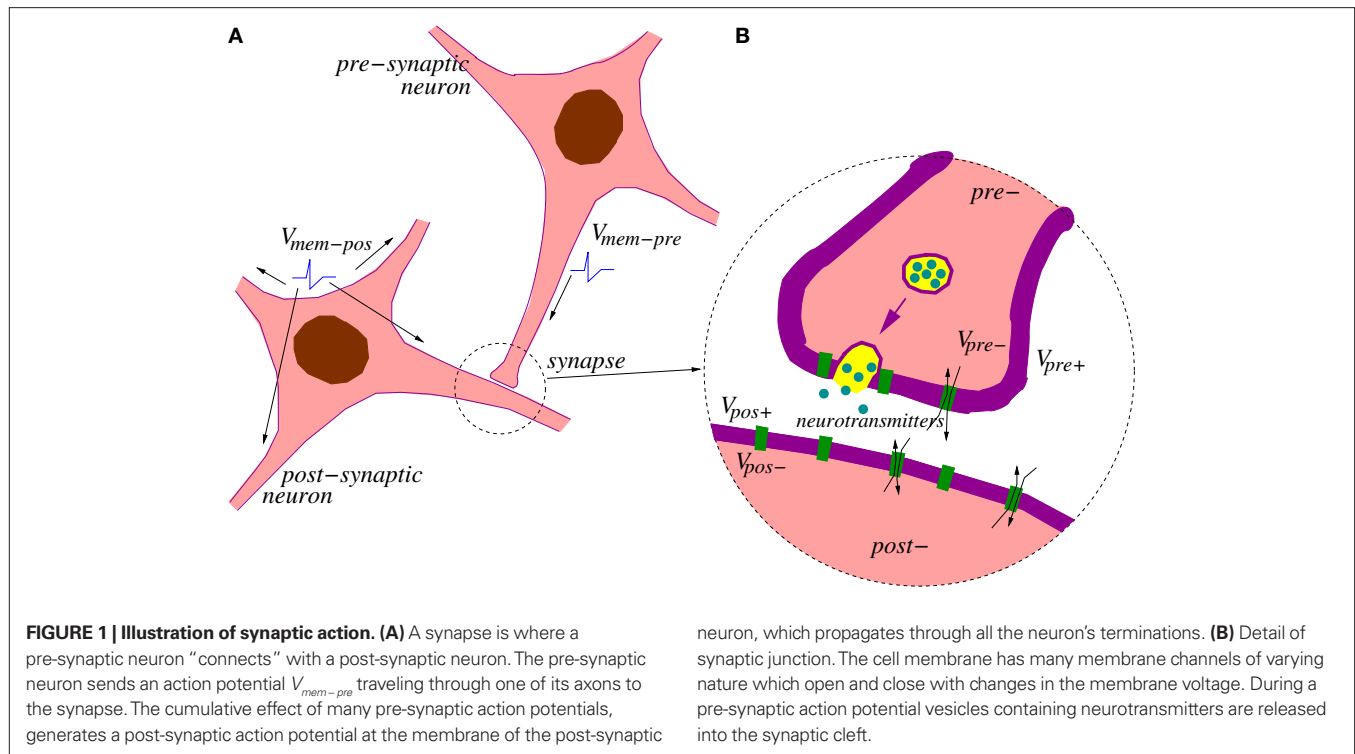 A
B
pre−synaptic
neuron
V_mem−pos
V_mem−pre
synapse
post−synaptic
neuron
pre−
V_pre−
V_pre+
V_pos+
neurotransmitters
V_pos−
post−
FIGURE 1 | Illustration of synaptic action. (A) A synapse is where a
pre-synaptic neuron “connects” with a post-synaptic neuron. The pre-synaptic
neuron sends an action potential V_mem−pre traveling through one of its axons to
the synapse. The cumulative effect of many pre-synaptic action potentials,
generates a post-synaptic action potential at the membrane of the post-synaptic
neuron, which propagates through all the neuron’s terminations. (B) Detail of
synaptic junction. The cell membrane has many membrane channels of varying
nature which open and close with changes in the membrane voltage. During a
pre-synaptic action potential vesicles containing neurotransmitters are released
into the synaptic cleft.